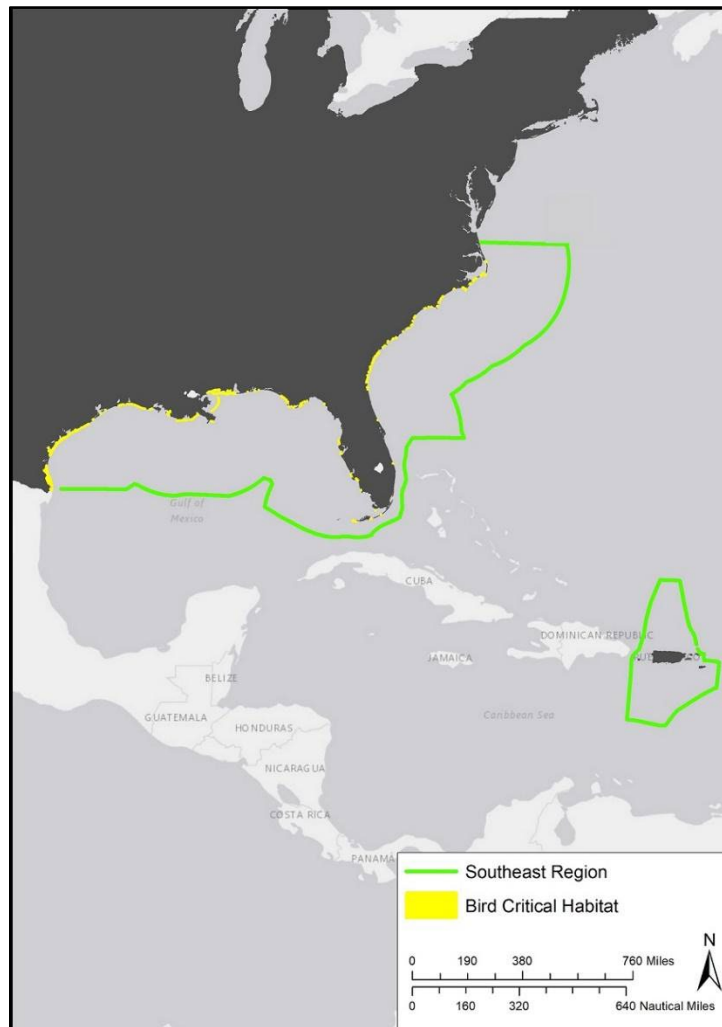 Gulf of
Mexico
CUBA
DOMINICAN REPUBLIC
JAMAICA
BELIZE
Caribbean Sea
GUATEMALA
HONDURAS
NICARAGUA
COSTA RICA
PANAMÁ
Southeast Region
Bird Critical Habitat
0 190 380 760 Miles
0 160 320 640 Nautical Miles
N